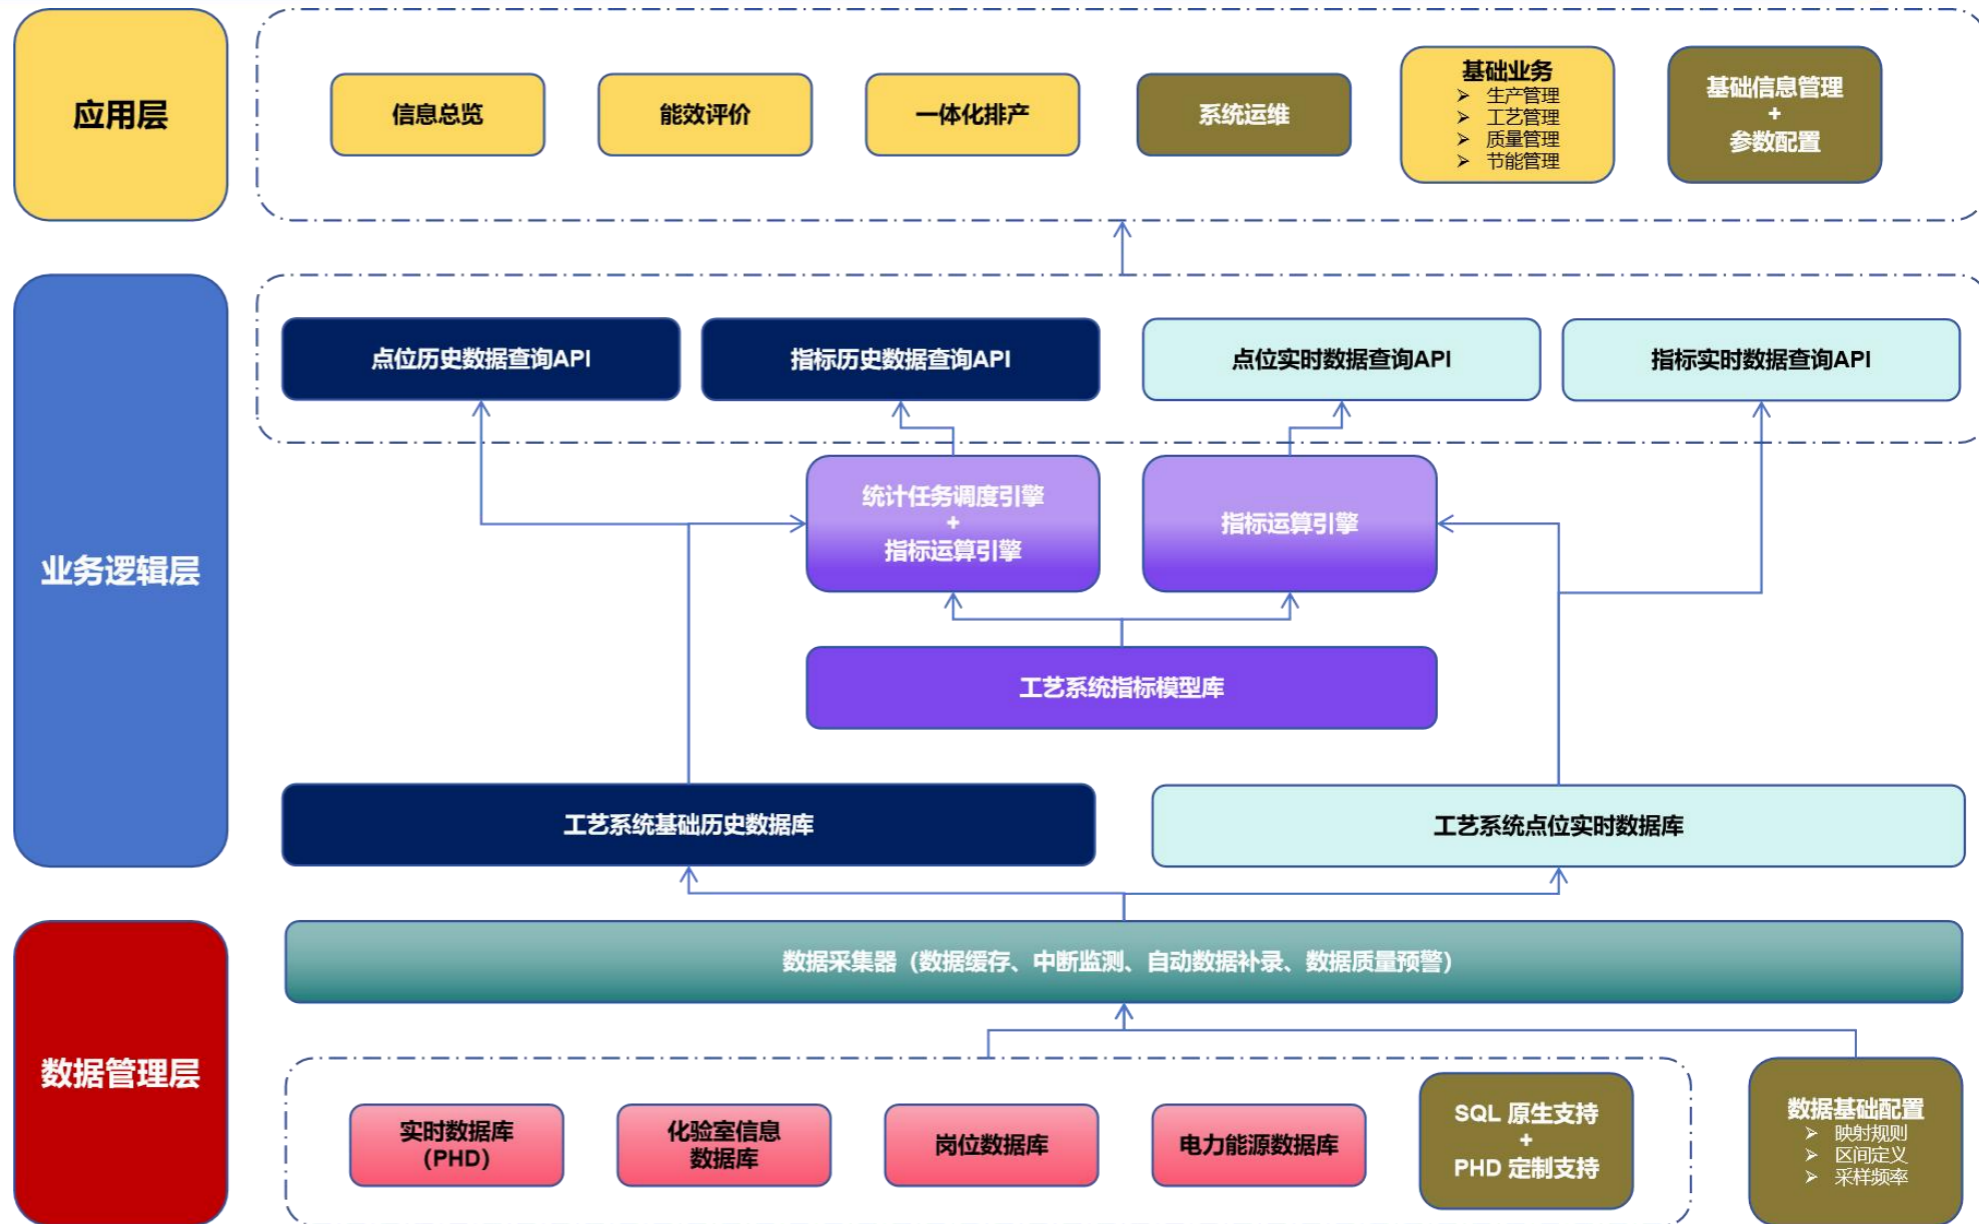 应用层
信息总览
能效评价
一体化排产
系统运维
基础业务
➢ 生产管理
➢ 工艺管理
➢ 质量管理
➢ 节能管理
基础信息管理
+
参数配置
业务逻辑层
点位历史数据查询API
指标历史数据查询API
点位实时数据查询API
指标实时数据查询API
统计任务调度引擎
+
指标运算引擎
指标运算引擎
工艺系统指标模型库
工艺系统基础历史数据库
工艺系统点位实时数据库
数据管理层
数据采集器（数据缓存、中断监测、自动数据补录、数据质量预警）
实时数据库
(PHD)
化验室信息
数据库
岗位数据库
电力能源数据库
SQL 原生支持
+
PHD 定制支持
数据基础配置
➢ 映射规则
➢ 区间定义
➢ 采样频率